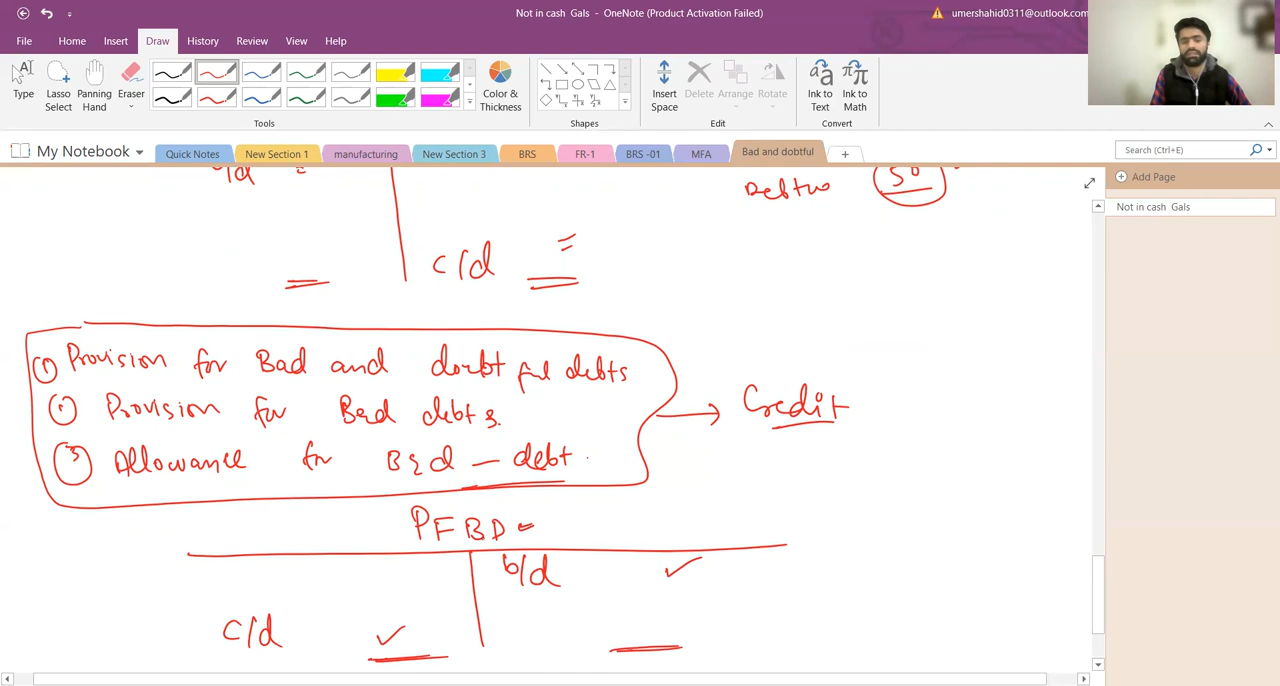 Not in cash Gals - OneNote (Product Activation Failed)
umershahid0311@outlook.com
File Home Insert Draw History Review View Help
Type
Lasso Select
Panning Hand
Eraser
Color & Thickness
Insert Space
Delete
Arrange
Rotate
Ink to Text
Ink to Math
Tools
Shapes
Edit
Convert
My Notebook
Quick Notes
New Section 1
manufacturing
New Section 3
BRS
FR-1
BRS -01
MFA
Bad and dobtful
Search (Ctrl+E)
Add Page
Not in cash Gals
b/d =
50
c/d =
① Provision for Bad and doubt ful debts
Provision for Bad debts.
③ Allowance for Bad — debt
Credit
PFBD
b/d ✓
c/d ✓